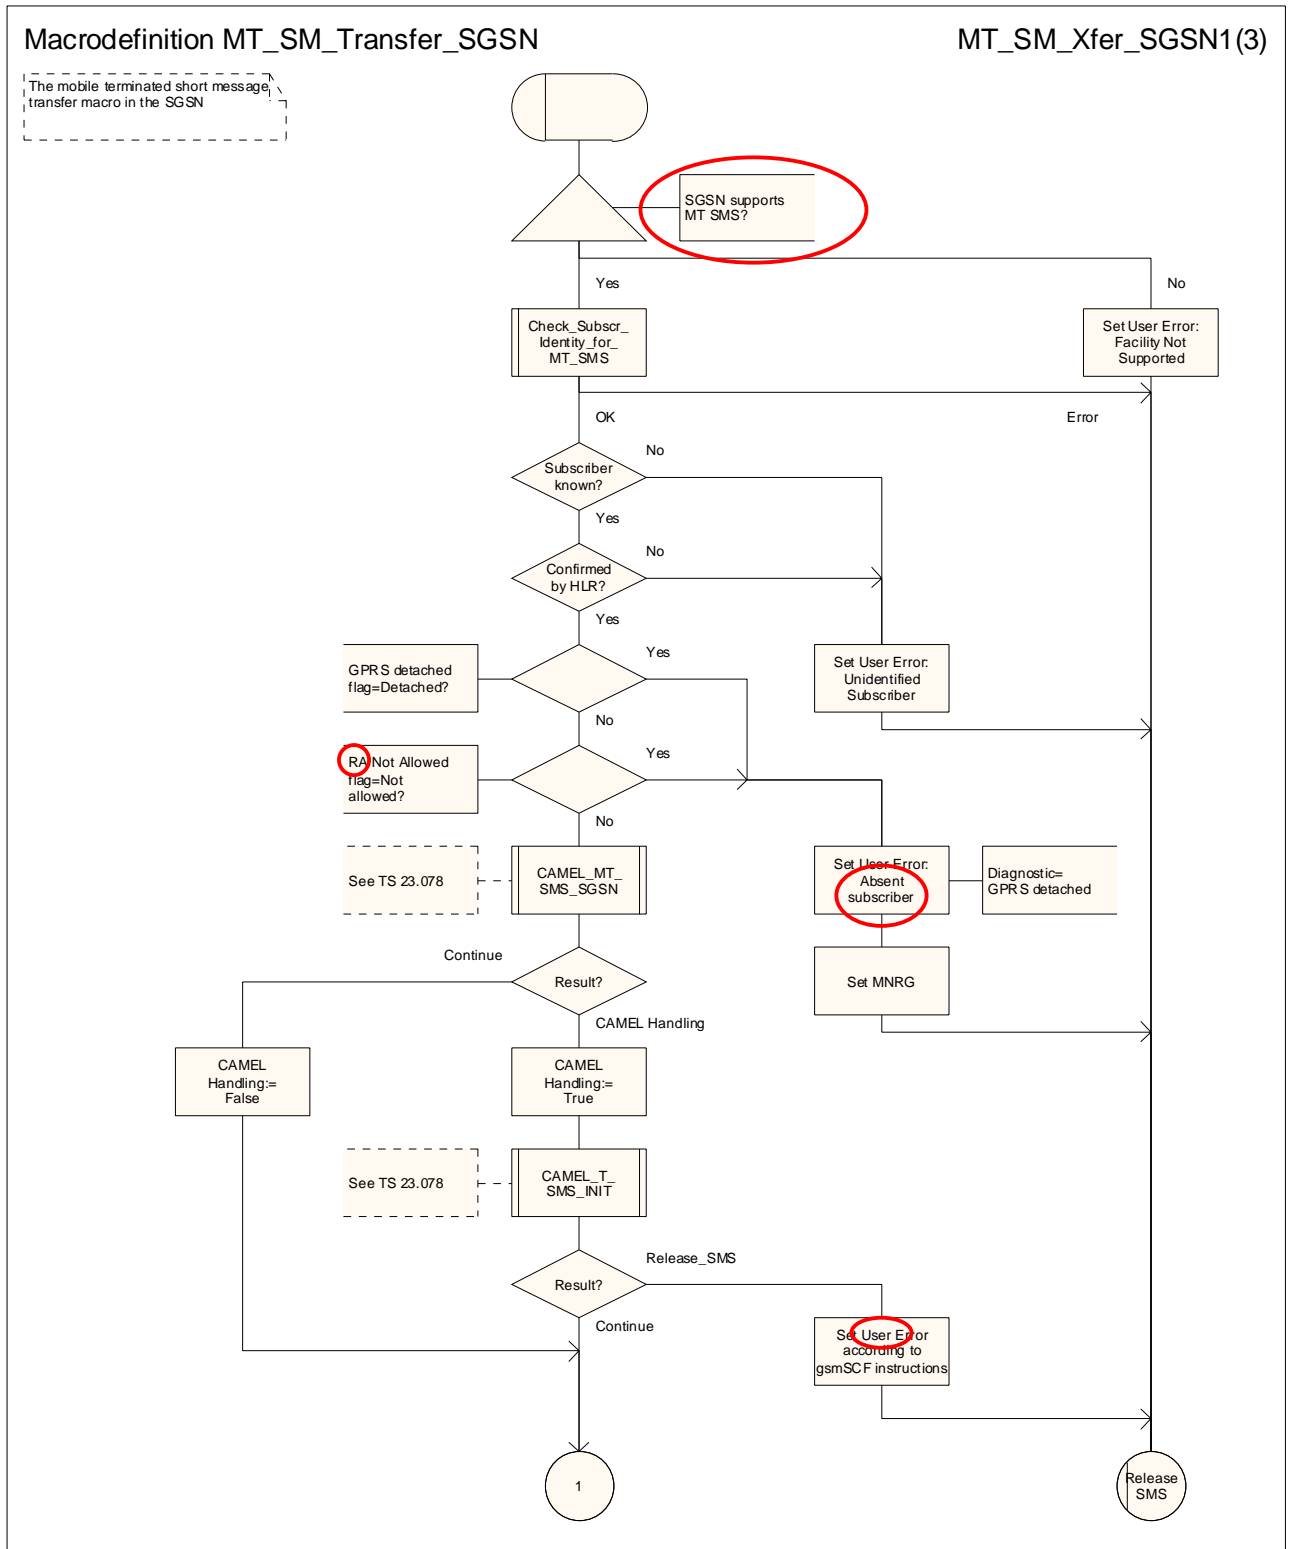 Macrodefinition MT_SM_Transfer_SGSN
MT_SM_Xfer_SGSN1(3)
The mobile terminated short message
transfer macro in the SGSN
SGSN supports
MT SMS?
Yes
No
Check_Subscr_
Identity_for_
MT_SMS
Set User Error:
Facility Not
Supported
OK
Error
Subscriber
known?
No
Yes
Confirmed
by HLR?
No
Yes
GPRS detached
flag=Detached?
Yes
Set User Error:
Unidentified
Subscriber
No
RA Not Allowed
flag=Not
allowed?
Yes
No
See TS 23.078
CAMEL_MT_
SMS_SGSN
Set User Error:
Absent
subscriber
Diagnostic=
GPRS detached
Continue
Result?
Set MNRG
CAMEL Handling
CAMEL
Handling:=
False
CAMEL
Handling:=
True
See TS 23.078
CAMEL_T_
SMS_INIT
Release_SMS
Result?
Continue
Set User Error
according to
gsmSCF instructions
1
Release
SMS